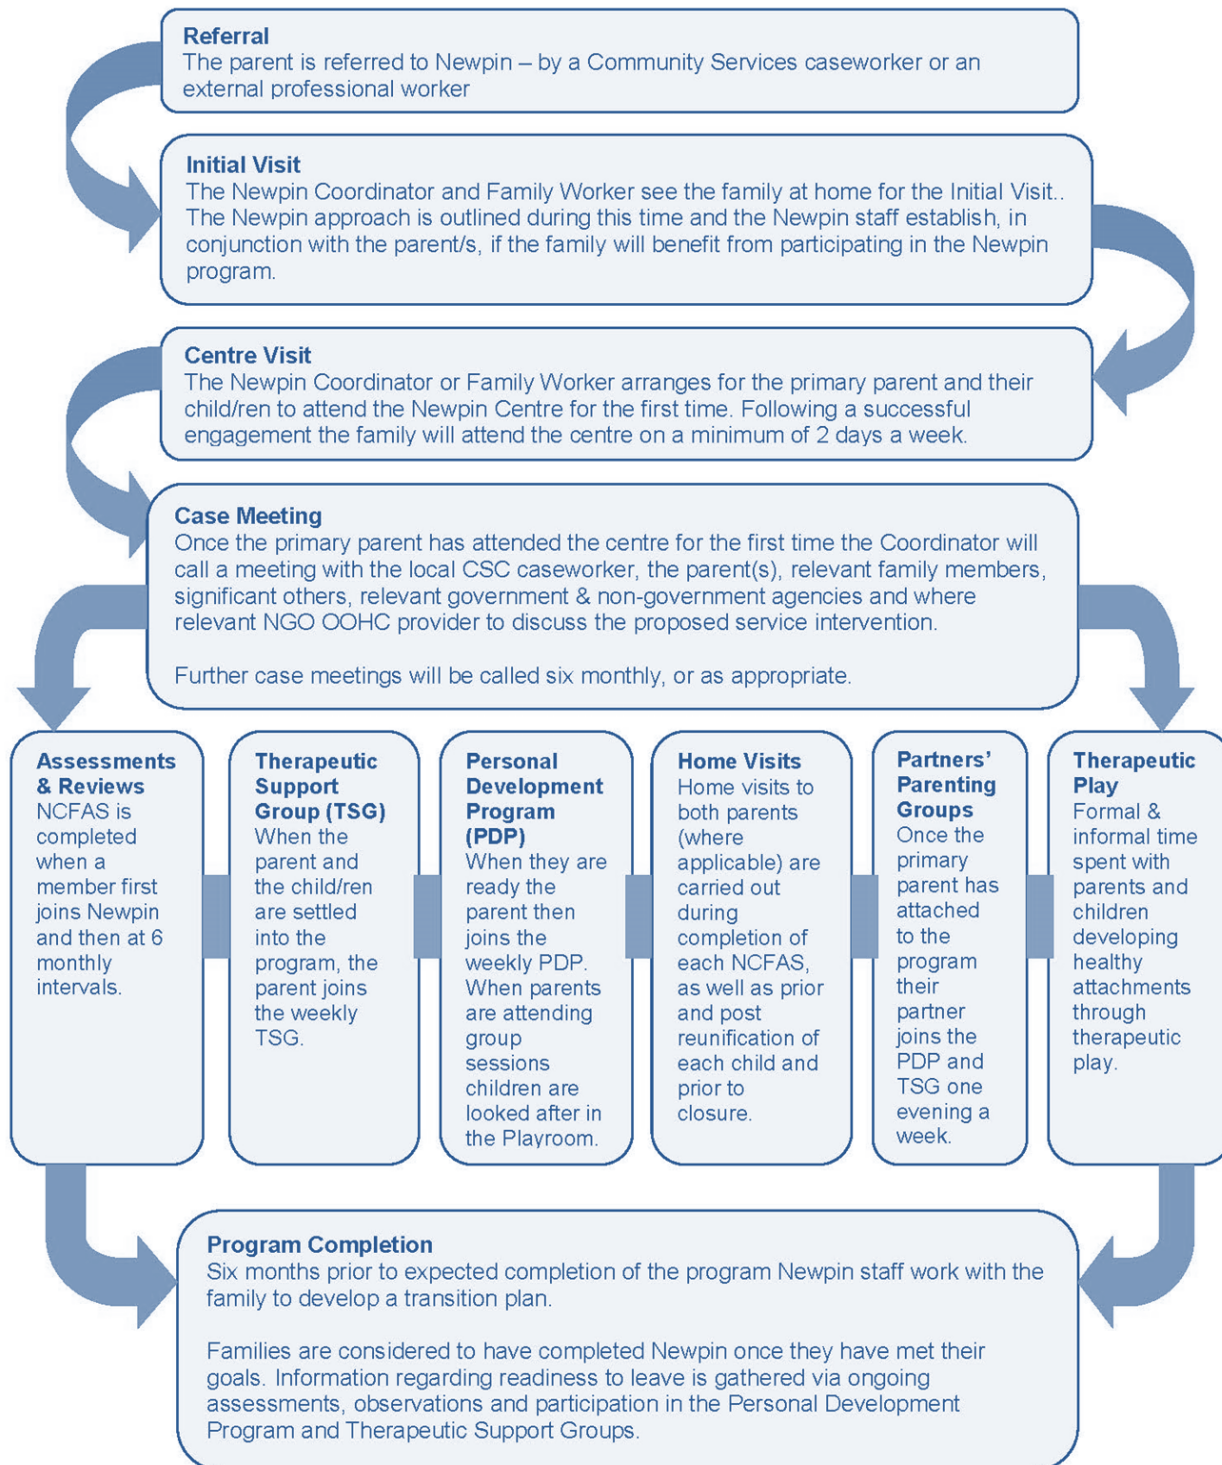 Referral
The parent is referred to Newpin – by a Community Services caseworker or an
external professional worker
Initial Visit
The Newpin Coordinator and Family Worker see the family at home for the Initial Visit..
The Newpin approach is outlined during this time and the Newpin staff establish, in
conjunction with the parent/s, if the family will benefit from participating in the Newpin
program.
Centre Visit
The Newpin Coordinator or Family Worker arranges for the primary parent and their
child/ren to attend the Newpin Centre for the first time. Following a successful
engagement the family will attend the centre on a minimum of 2 days a week.
Case Meeting
Once the primary parent has attended the centre for the first time the Coordinator will
call a meeting with the local CSC caseworker, the parent(s), relevant family members,
significant others, relevant government & non-government agencies and where
relevant NGO OOHC provider to discuss the proposed service intervention.
Further case meetings will be called six monthly, or as appropriate.
Assessments
& Reviews
NCFAS is
completed
when a
member first
joins Newpin
and then at 6
monthly
intervals.
Therapeutic
Support
Group (TSG)
When the
parent and
the child/ren
are settled
into the
program, the
parent joins
the weekly
TSG.
Personal
Development
Program
(PDP)
When they are
ready the
parent then
joins the
weekly PDP.
When parents
are attending
group
sessions
children are
looked after in
the Playroom.
Home Visits
Home visits to
both parents
(where
applicable) are
carried out
during
completion of
each NCFAS,
as well as prior
and post
reunification of
each child and
prior to
closure.
Partners’
Parenting
Groups
Once the
primary
parent has
attached
to the
program
their
partner
joins the
PDP and
TSG one
evening a
week.
Therapeutic
Play
Formal &
informal time
spent with
parents and
children
developing
healthy
attachments
through
therapeutic
play.
Program Completion
Six months prior to expected completion of the program Newpin staff work with the
family to develop a transition plan.
Families are considered to have completed Newpin once they have met their
goals. Information regarding readiness to leave is gathered via ongoing
assessments, observations and participation in the Personal Development
Program and Therapeutic Support Groups.